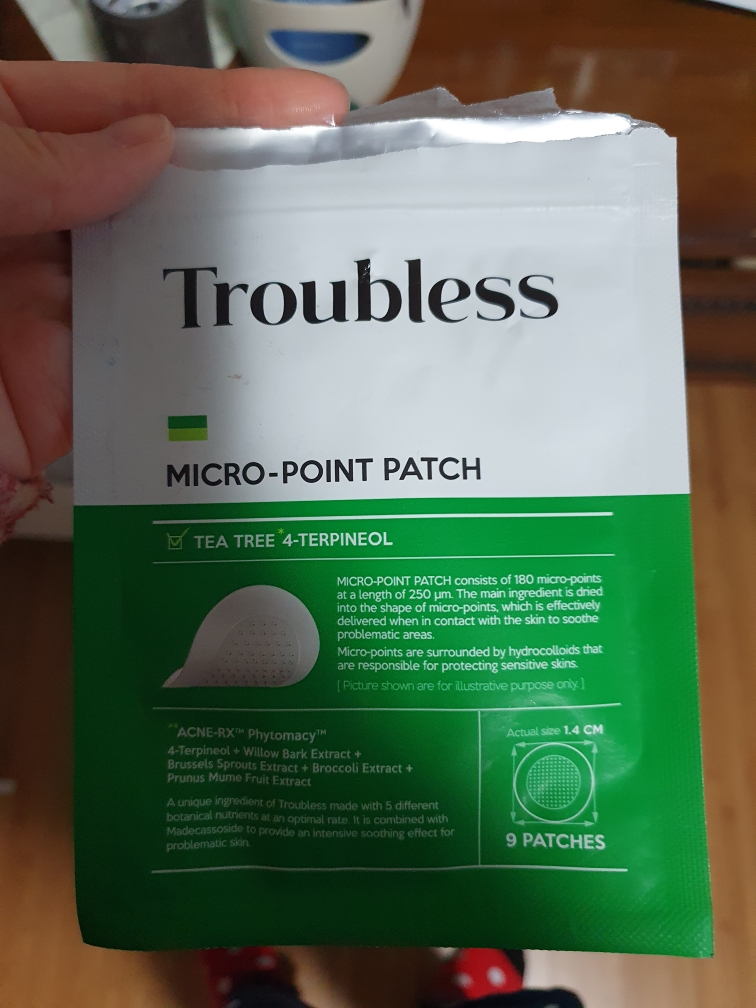 Troubless
MICRO-POINT PATCH
TEA TREE *4-TERPINEOL
MICRO-POINT PATCH consists of 180 micro-points
at a length of 250 μm. The main ingredient is dried
into the shape of micro-points, which is effectively
delivered when in contact with the skin to soothe
problematic areas.
Micro-points are surrounded by hydrocolloids that
are responsible for protecting sensitive skins.
[ Picture shown are for illustrative purpose only. ]
**ACNE-RX™ Phytomacy™
4-Terpineol + Willow Bark Extract +
Brussels Sprouts Extract + Broccoli Extract +
Prunus Mume Fruit Extract
A unique ingredient of Troubless made with 5 different
botanical nutrients at an optimal rate. It is combined with
Madecassoside to provide an intensive soothing effect for
problematic skin.
Actual size 1.4 CM
9 PATCHES